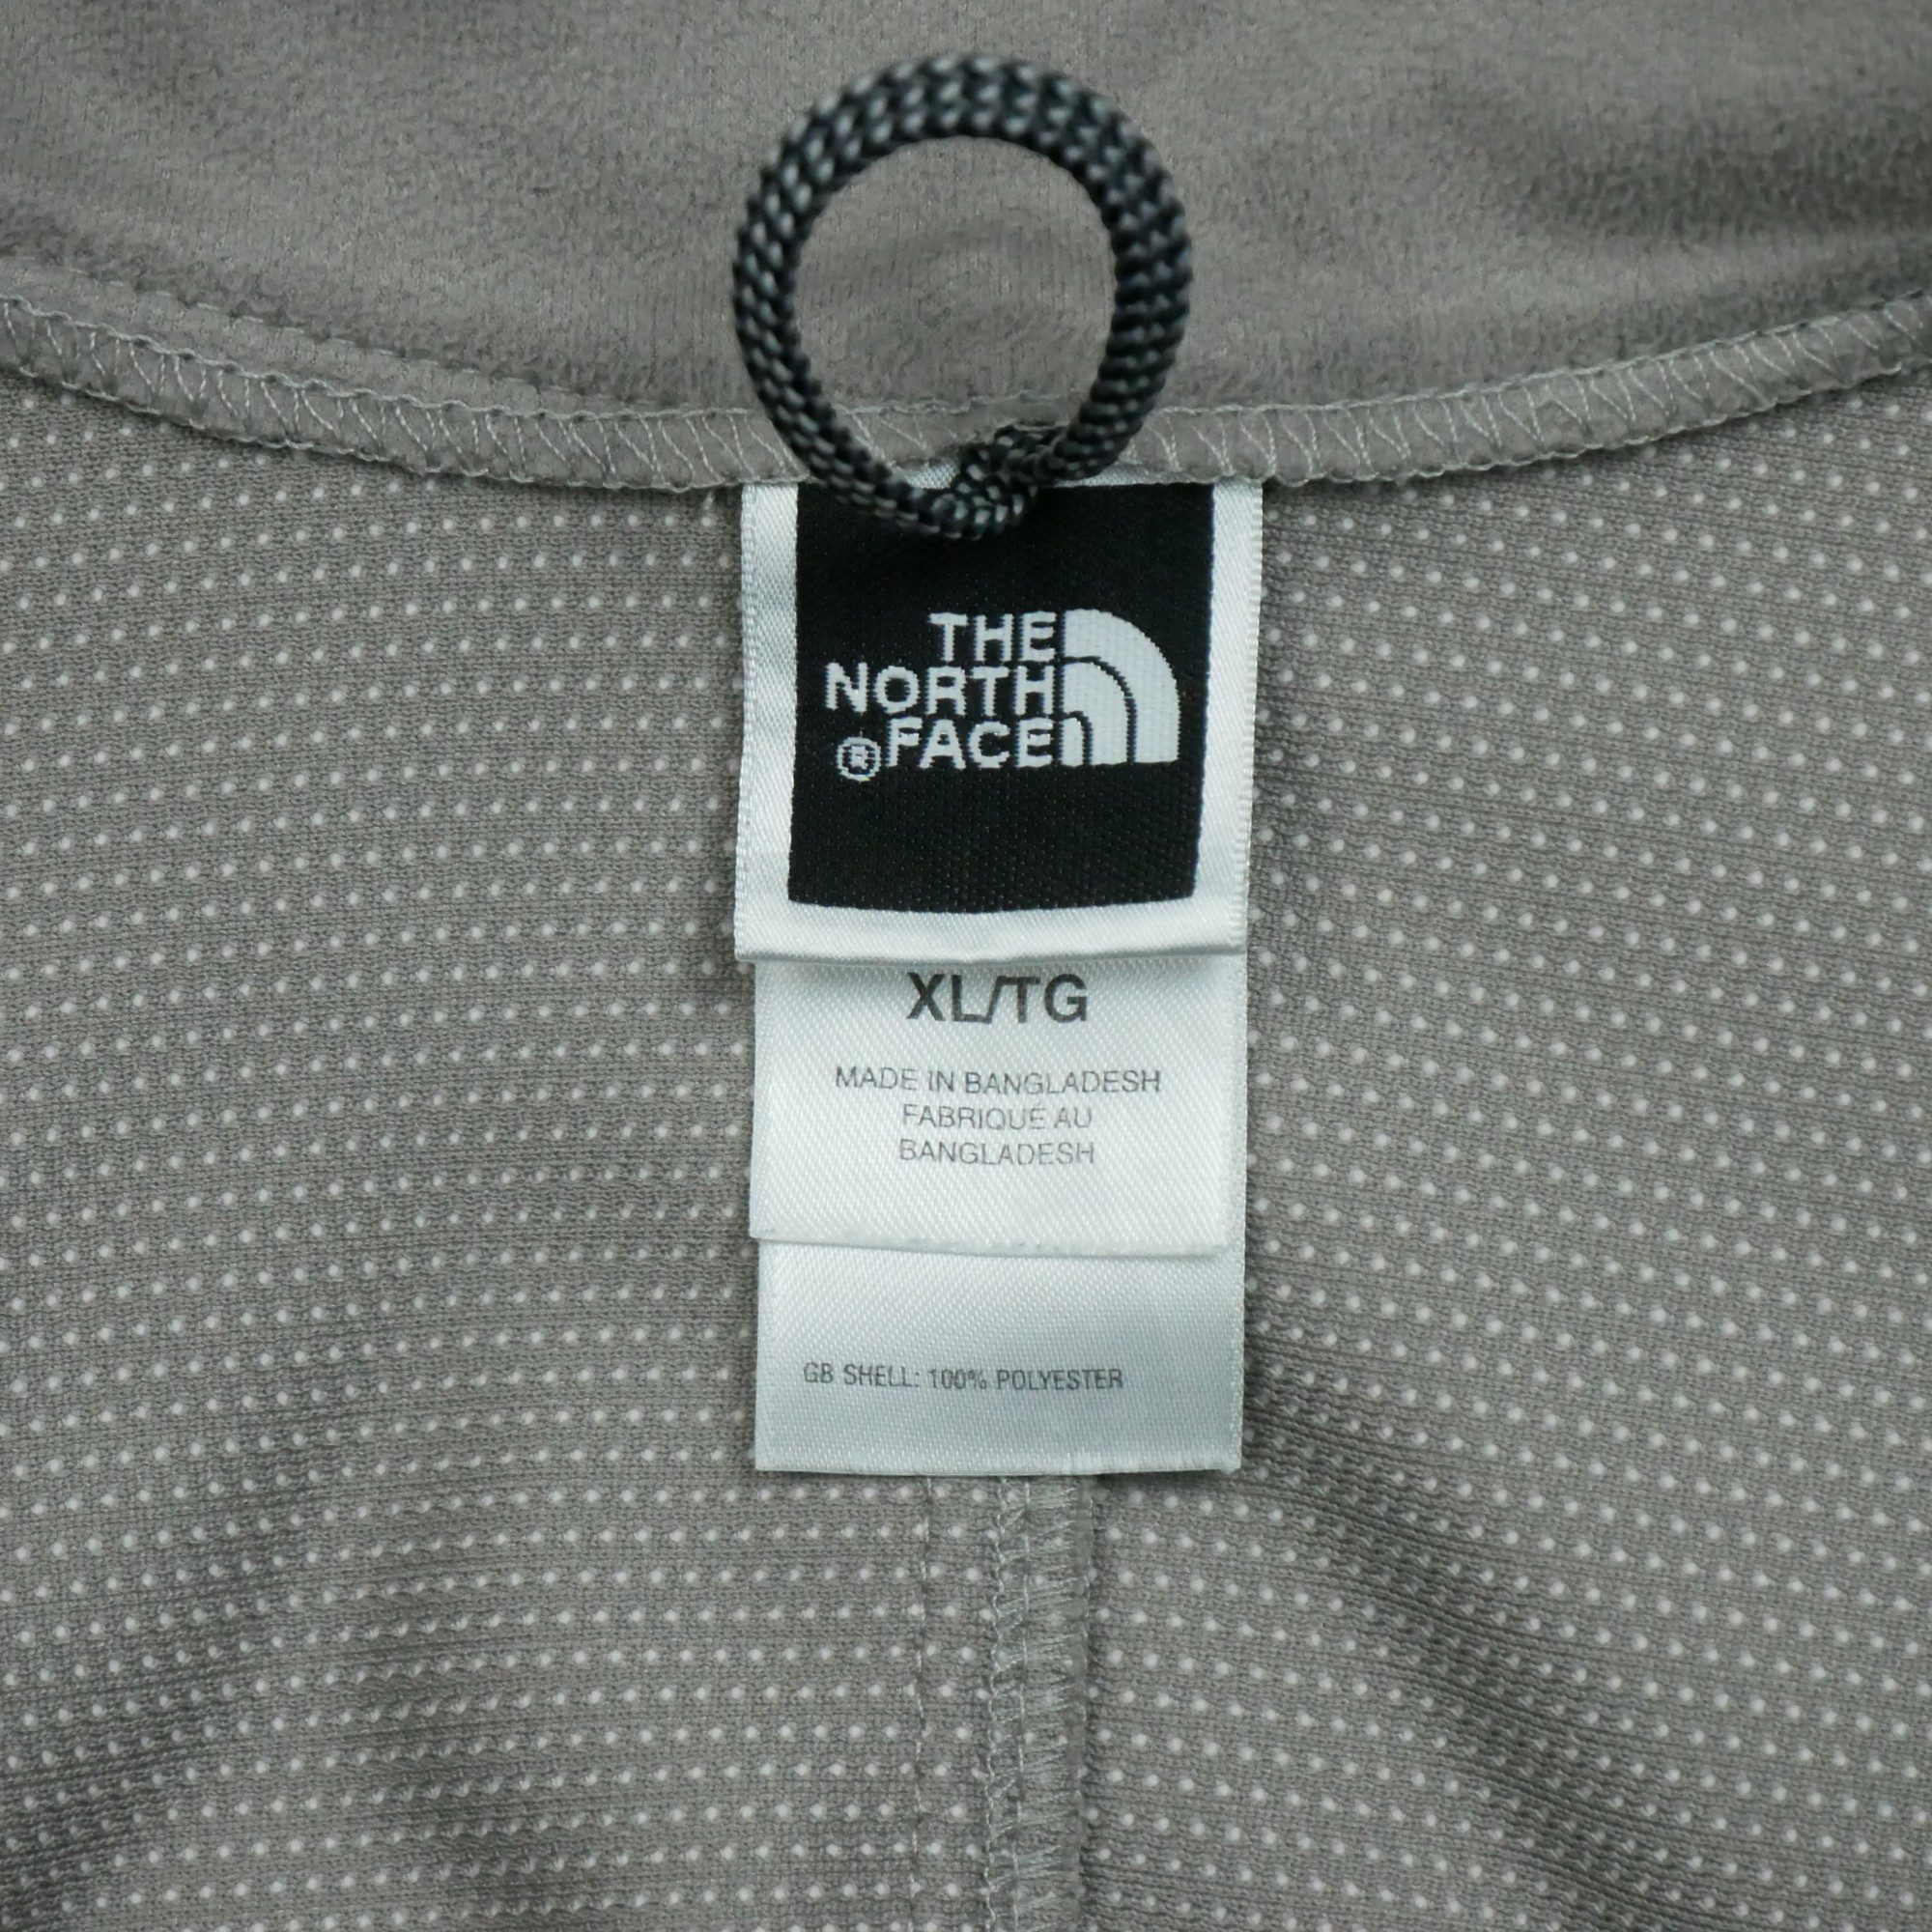 THE
NORTH
®FACE
XL/TG
MADE IN BANGLADESH
FABRIQUÉ AU
BANGLADESH
GB SHELL: 100% POLYESTER